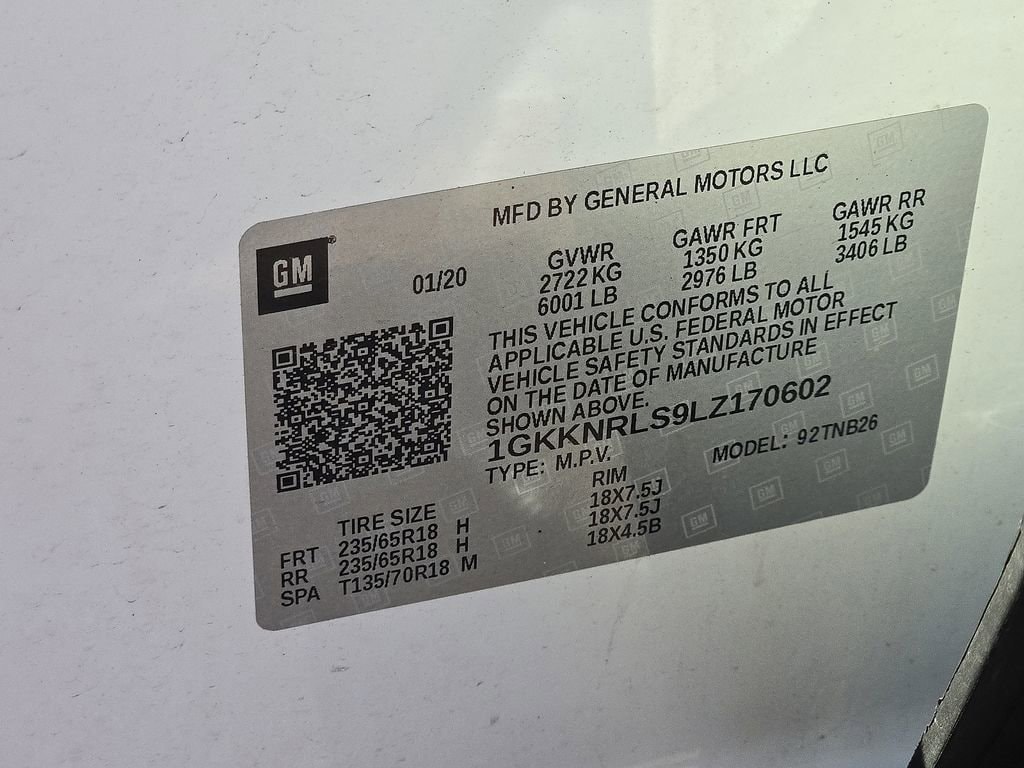 MFD BY GENERAL MOTORS LLC
GM®
01/20
GVWR
2722 KG
6001 LB
GAWR FRT
1350 KG
2976 LB
GAWR RR
1545 KG
3406 LB
THIS VEHICLE CONFORMS TO ALL
APPLICABLE U.S. FEDERAL MOTOR
VEHICLE SAFETY STANDARDS IN EFFECT
ON THE DATE OF MANUFACTURE
SHOWN ABOVE.
1GKKNRLS9LZ170602
TYPE: M.P.V.
MODEL: 92TNB26
TIRE SIZE RIM
FRT 235/65R18 H 18X7.5J
RR 235/65R18 H 18X7.5J
SPA T135/70R18 M 18X4.5B